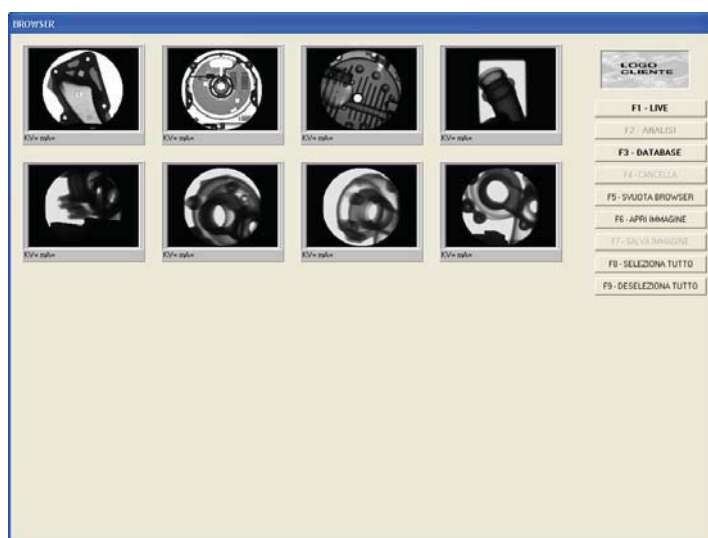 BROWSER
LOGO
CLIENTE
KV= mA=
KV= mA=
KV= mA=
KV= mA=
KV= mA=
KV= mA=
KV= mA=
KV= mA=
F1 - LIVE
F2 - ANALISI
F3 - DATABASE
F4 - CANCELLA
F5 - SVUOTA BROWSER
F6 - APRI IMMAGINE
F7 - SALVA IMMAGINE
F8 - SELEZIONA TUTTO
F9 - DESELEZIONA TUTTO